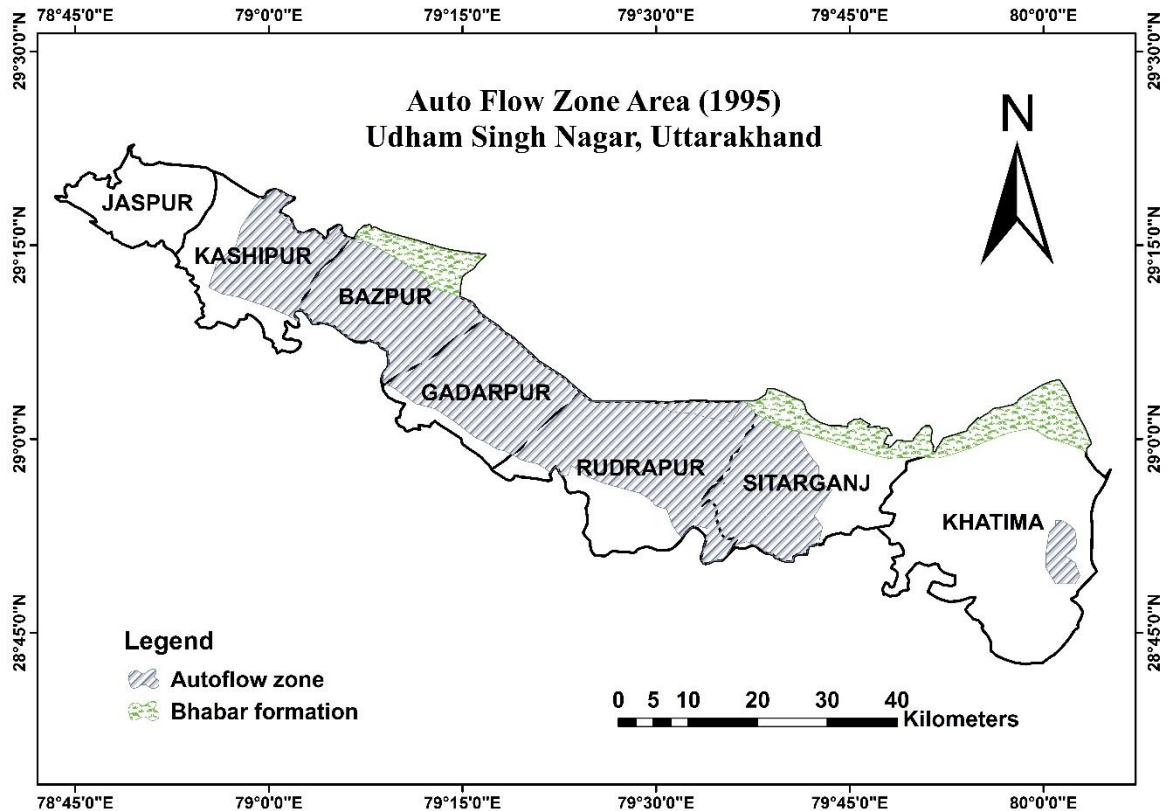 78°45'0"E 79°0'0"E 79°15'0"E 79°30'0"E 79°45'0"E 80°0'0"E
29°30'0"N 29°30'0"N
Auto Flow Zone Area (1995)
Udham Singh Nagar, Uttarakhand
N
JASPUR
29°15'0"N 29°15'0"N
KASHIPUR
BAZPUR
GADARPUR
29°0'0"N 29°0'0"N
RUDRAPUR
SITARGANJ
KHATIMA
28°45'0"N 28°45'0"N
Legend
Autoflow zone
Bhabar formation
0 5 10 20 30 40
Kilometers
78°45'0"E 79°0'0"E 79°15'0"E 79°30'0"E 79°45'0"E 80°0'0"E